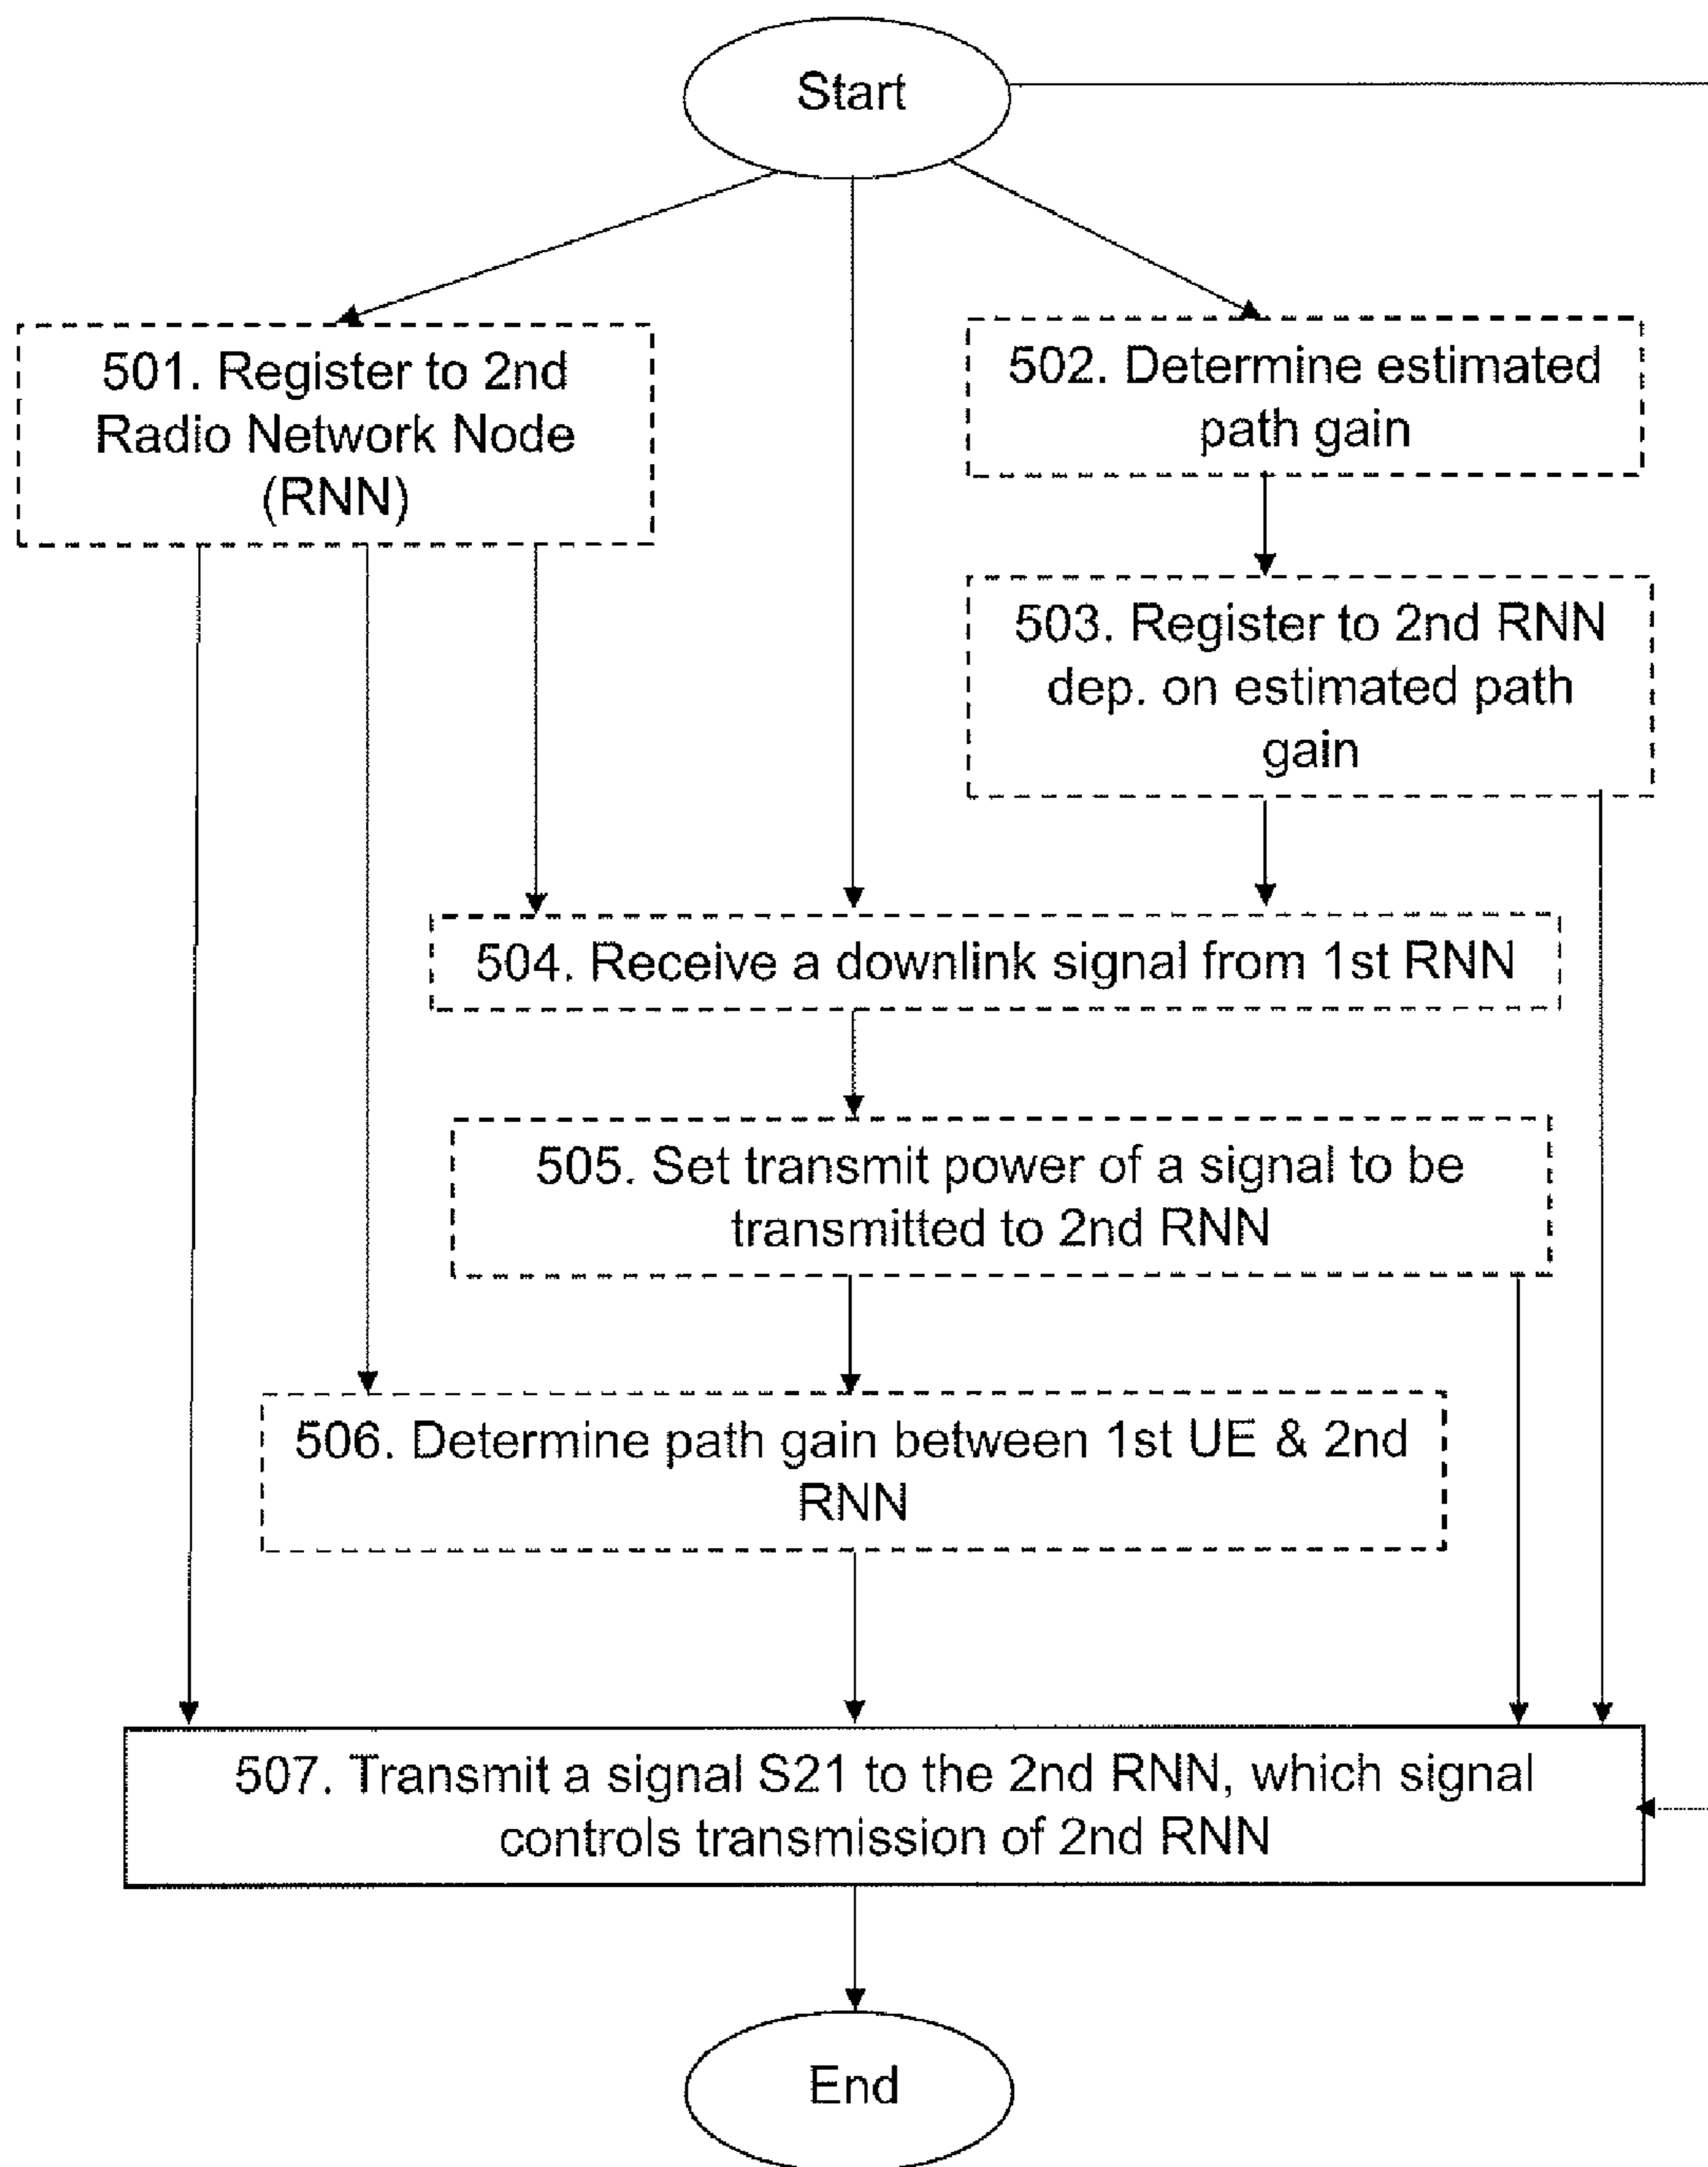 Start
501. Register to 2nd
Radio Network Node
(RNN)
502. Determine estimated
path gain
503. Register to 2nd RNN
dep. on estimated path
gain
504. Receive a downlink signal from 1st RNN
505. Set transmit power of a signal to be
transmitted to 2nd RNN
506. Determine path gain between 1st UE & 2nd
RNN
507. Transmit a signal S21 to the 2nd RNN, which signal
controls transmission of 2nd RNN
End